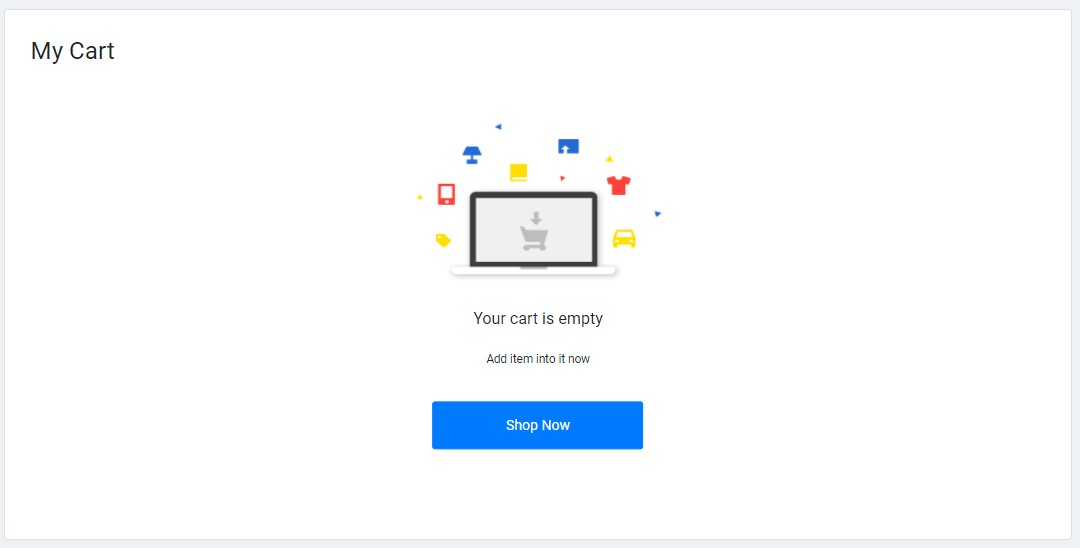 My Cart
Your cart is empty
Add item into it now
Shop Now